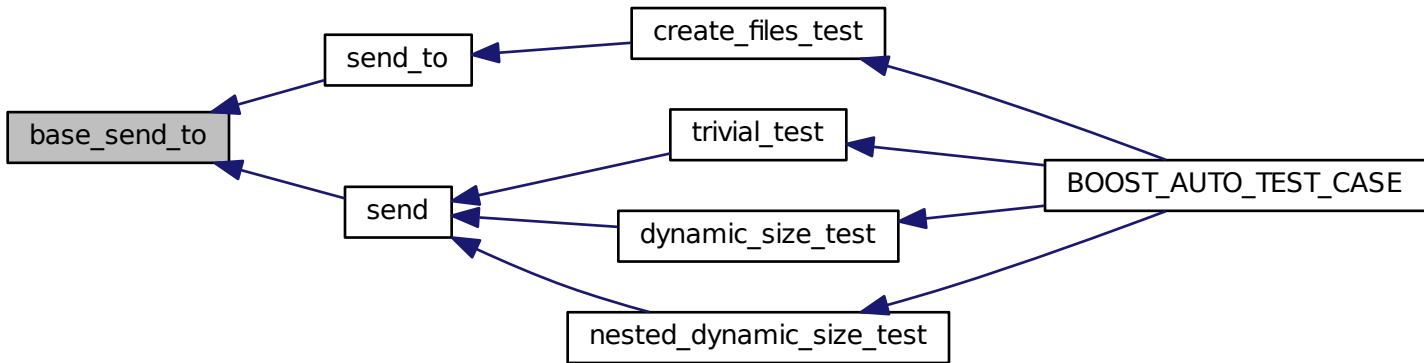 create_files_test
send_to
base_send_to
trivial_test
BOOST_AUTO_TEST_CASE
send
dynamic_size_test
nested_dynamic_size_test